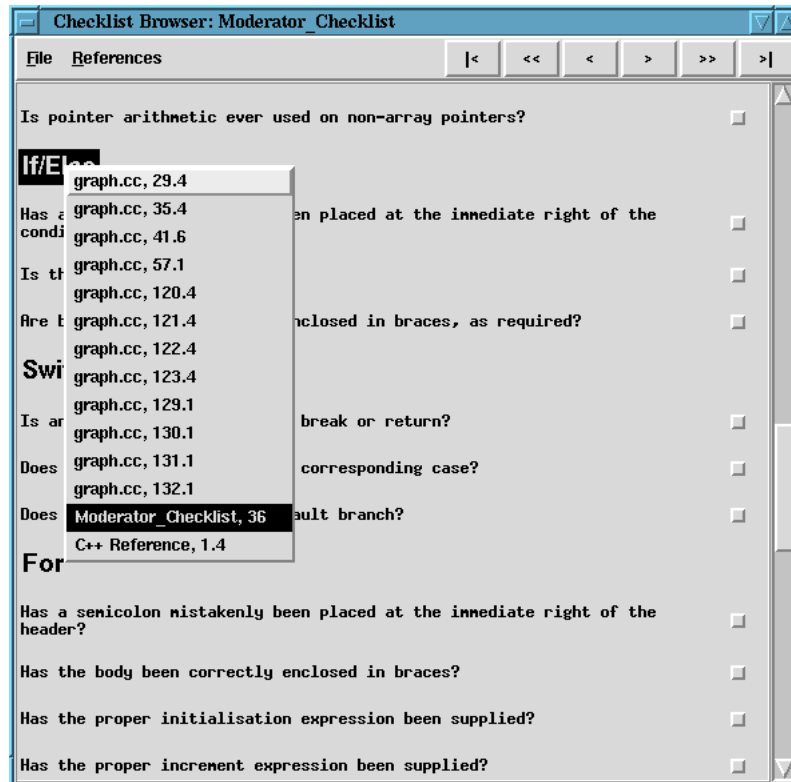 Checklist Browser: Moderator_Checklist
File References |< << < > >> >|
Is pointer arithmetic ever used on non-array pointers?
If/Else
graph.cc, 29.4
graph.cc, 35.4
Has a en placed at the immediate right of the
condi
graph.cc, 41.6
graph.cc, 57.1
Is th
graph.cc, 120.4
graph.cc, 121.4
Are b nclosed in braces, as required?
graph.cc, 122.4
Swi
graph.cc, 123.4
graph.cc, 129.1
Is an break or return?
graph.cc, 130.1
graph.cc, 131.1
Does corresponding case?
graph.cc, 132.1
Moderator_Checklist, 36
Does ault branch?
C++ Reference, 1.4
For
Has a semicolon mistakenly been placed at the immediate right of the
header?
Has the body been correctly enclosed in braces?
Has the proper initialisation expression been supplied?
Has the proper increment expression been supplied?